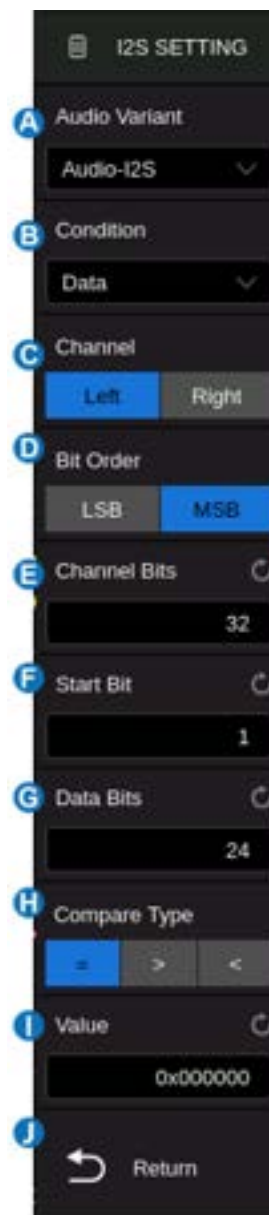 I2S SETTING
A Audio Variant
Audio-I2S
B Condition
Data
C Channel
Left Right
D Bit Order
LSB MSB
E Channel Bits
32
F Start Bit
1
G Data Bits
24
H Compare Type
= > <
I Value
0x000000
J
Return